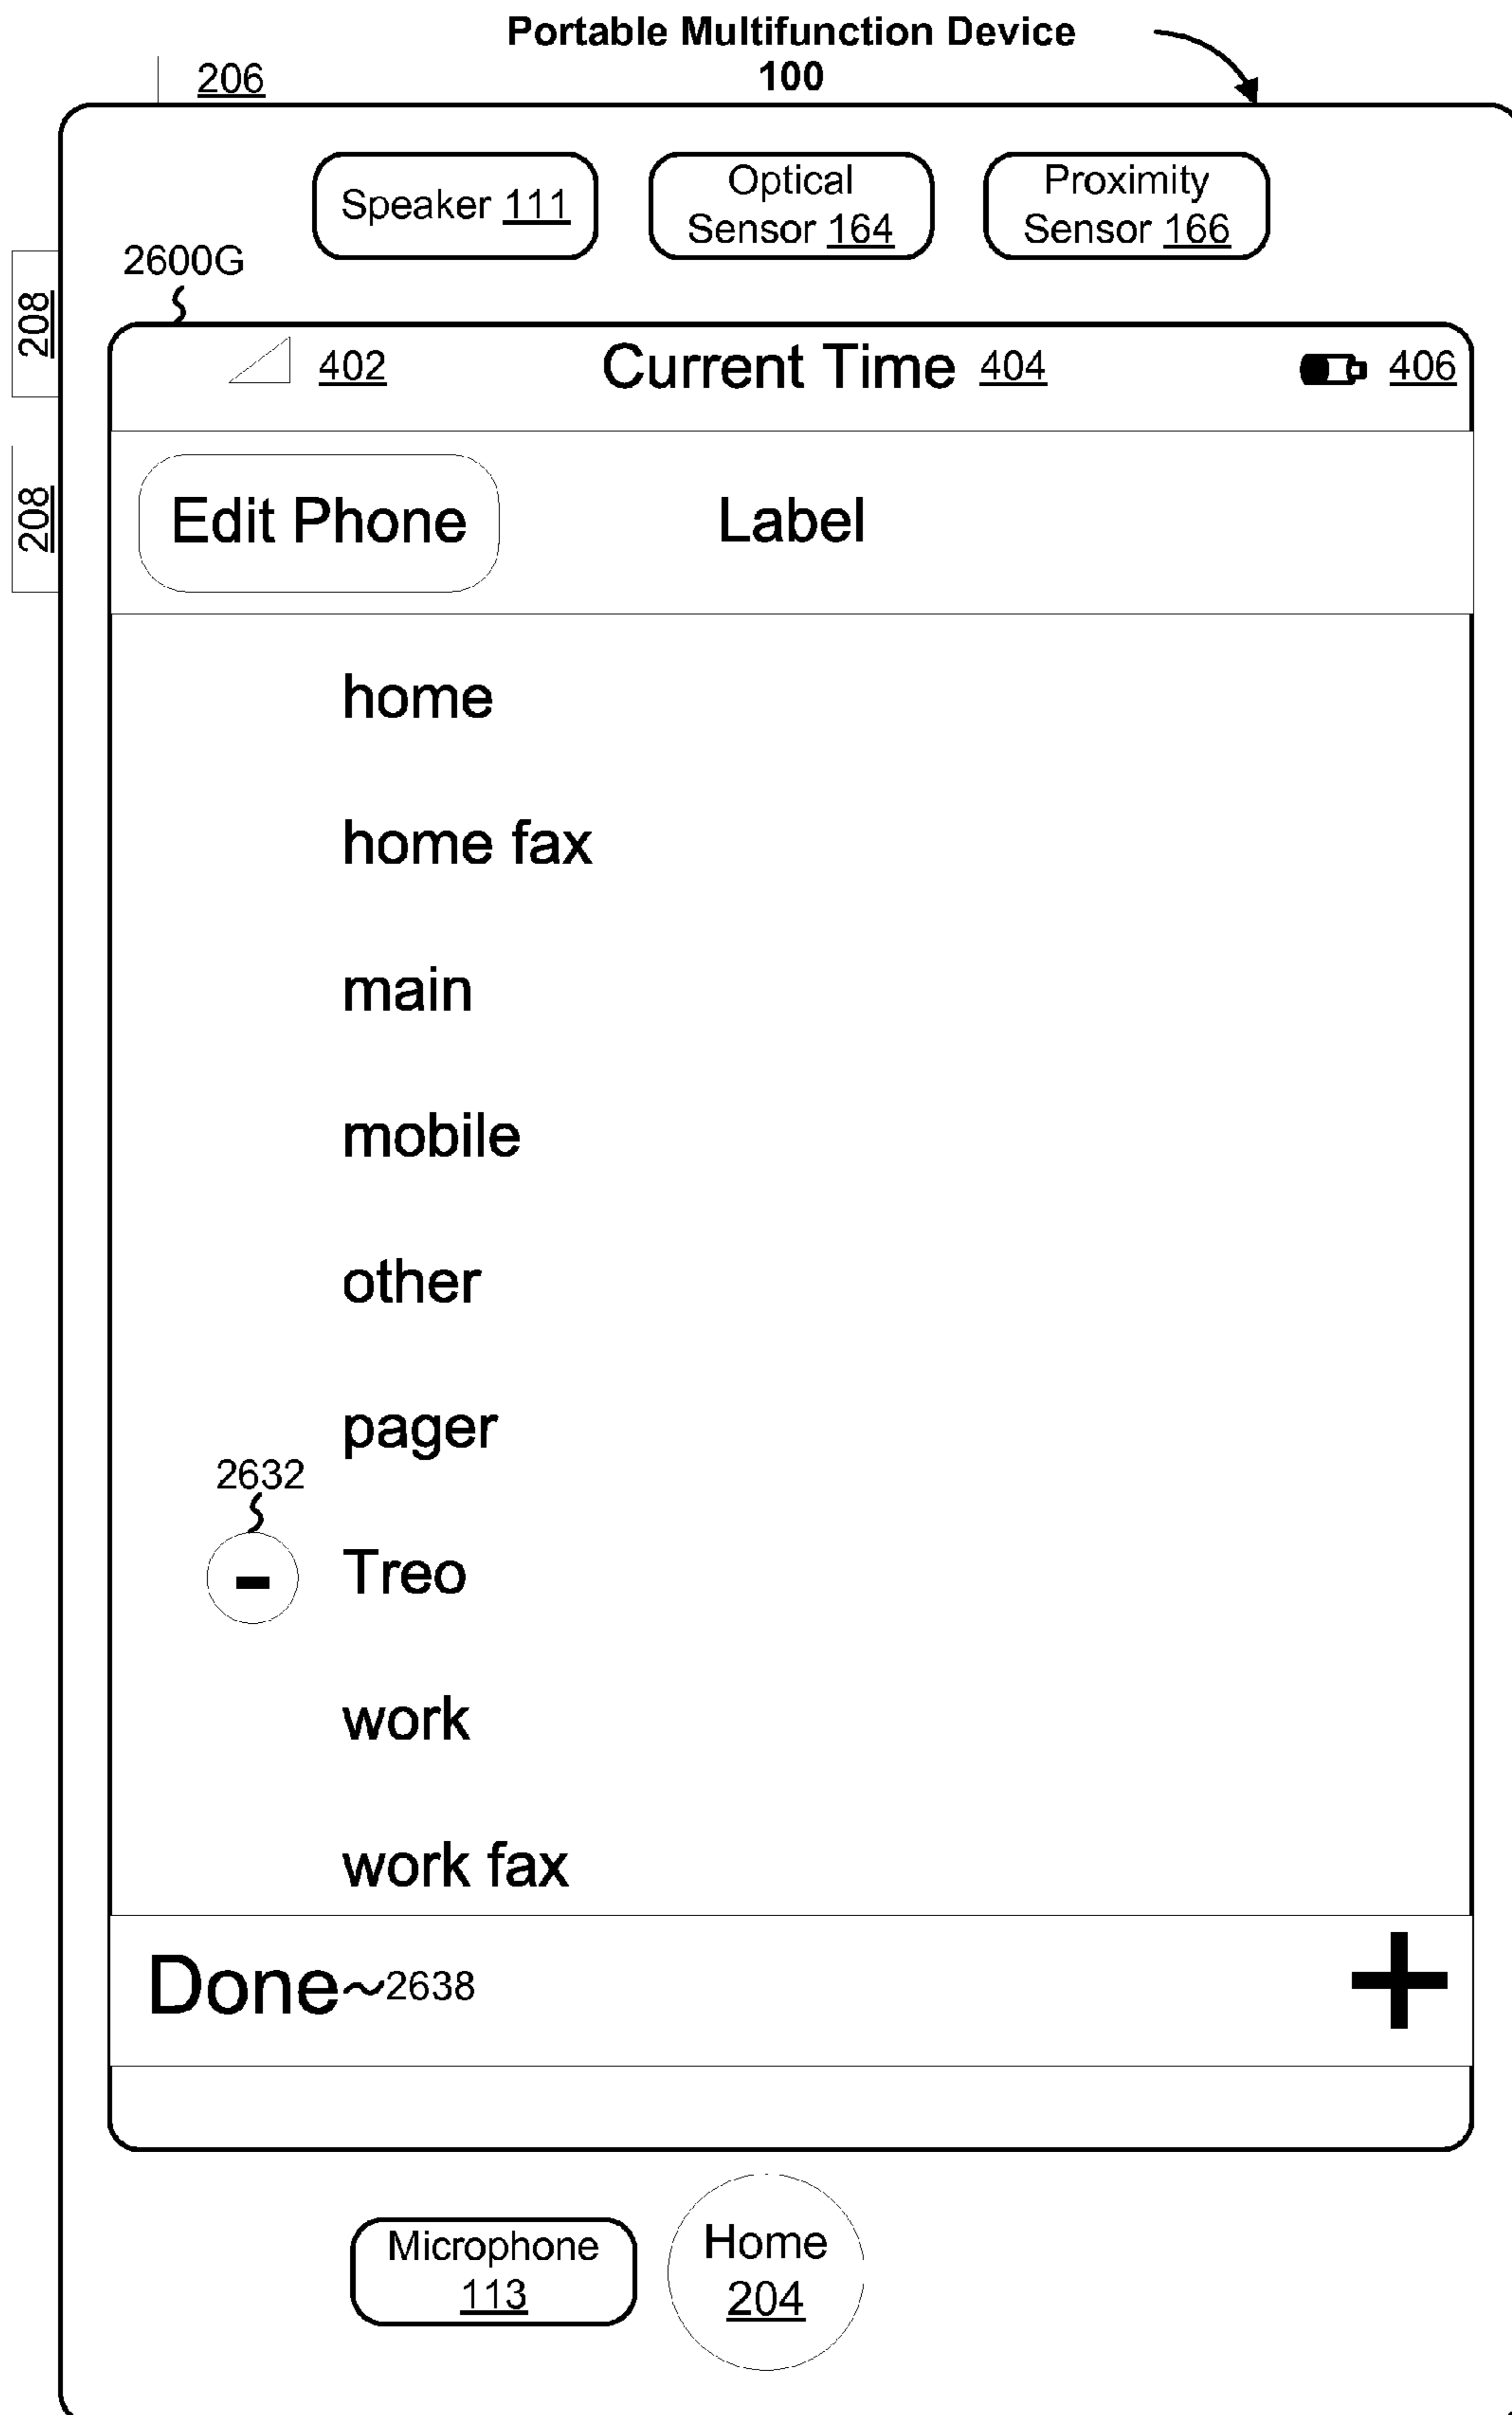 Portable Multifunction Device
100
206
Speaker 111
Optical
Sensor 164
Proximity
Sensor 166
2600G
208
402
Current Time 404
406
208
Edit Phone
Label
home
home fax
main
mobile
other
pager
2632
- Treo
work
work fax
Done 2638
+
Microphone
113
Home
204